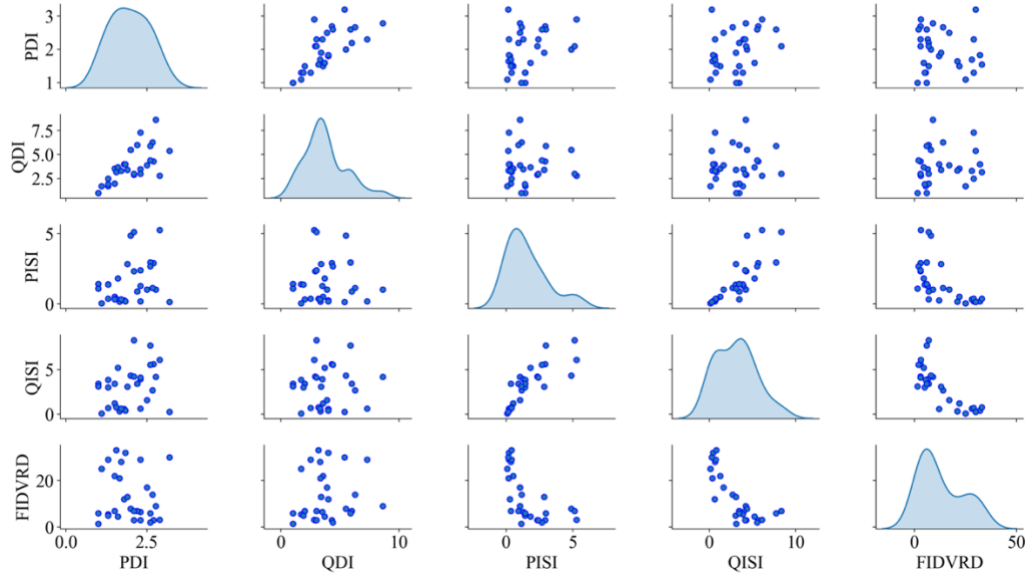 PDI
3
2
1
QDI
7.5
5.0
2.5
PISI
5
0
QISI
5
0
FIDVRD
20
0
0.0 2.5 0 10 0 5 0 10 0 50
PDI QDI PISI QISI FIDVRD